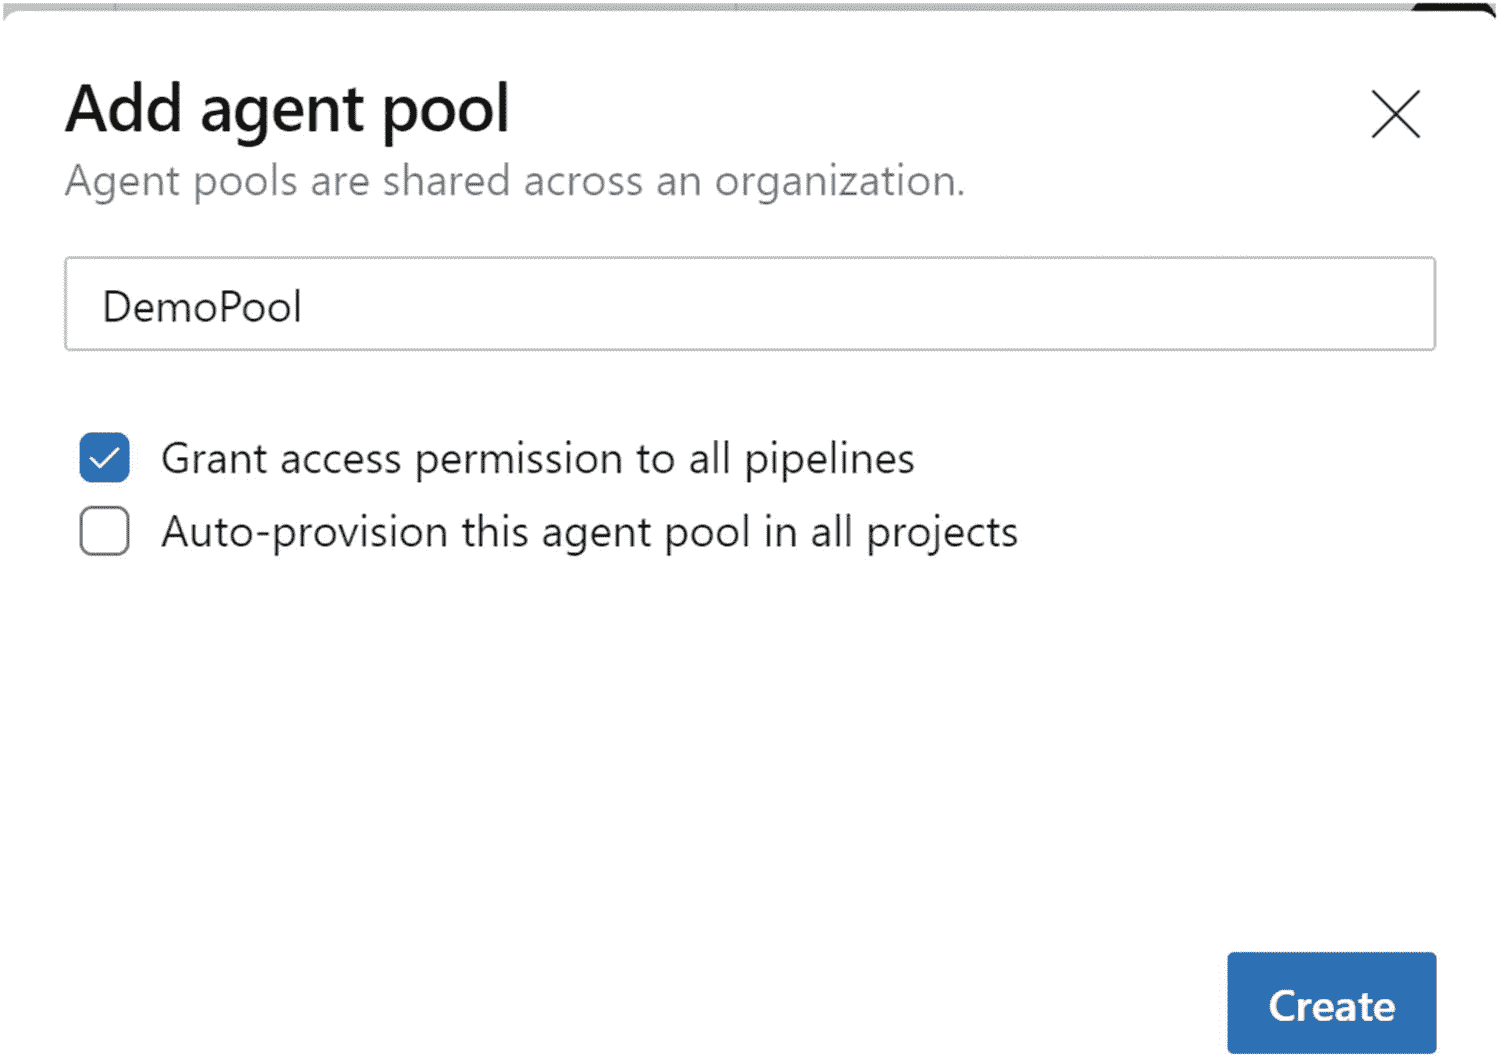 Add agent pool
Agent pools are shared across an organization.
DemoPool
Grant access permission to all pipelines
Auto-provision this agent pool in all projects
Create